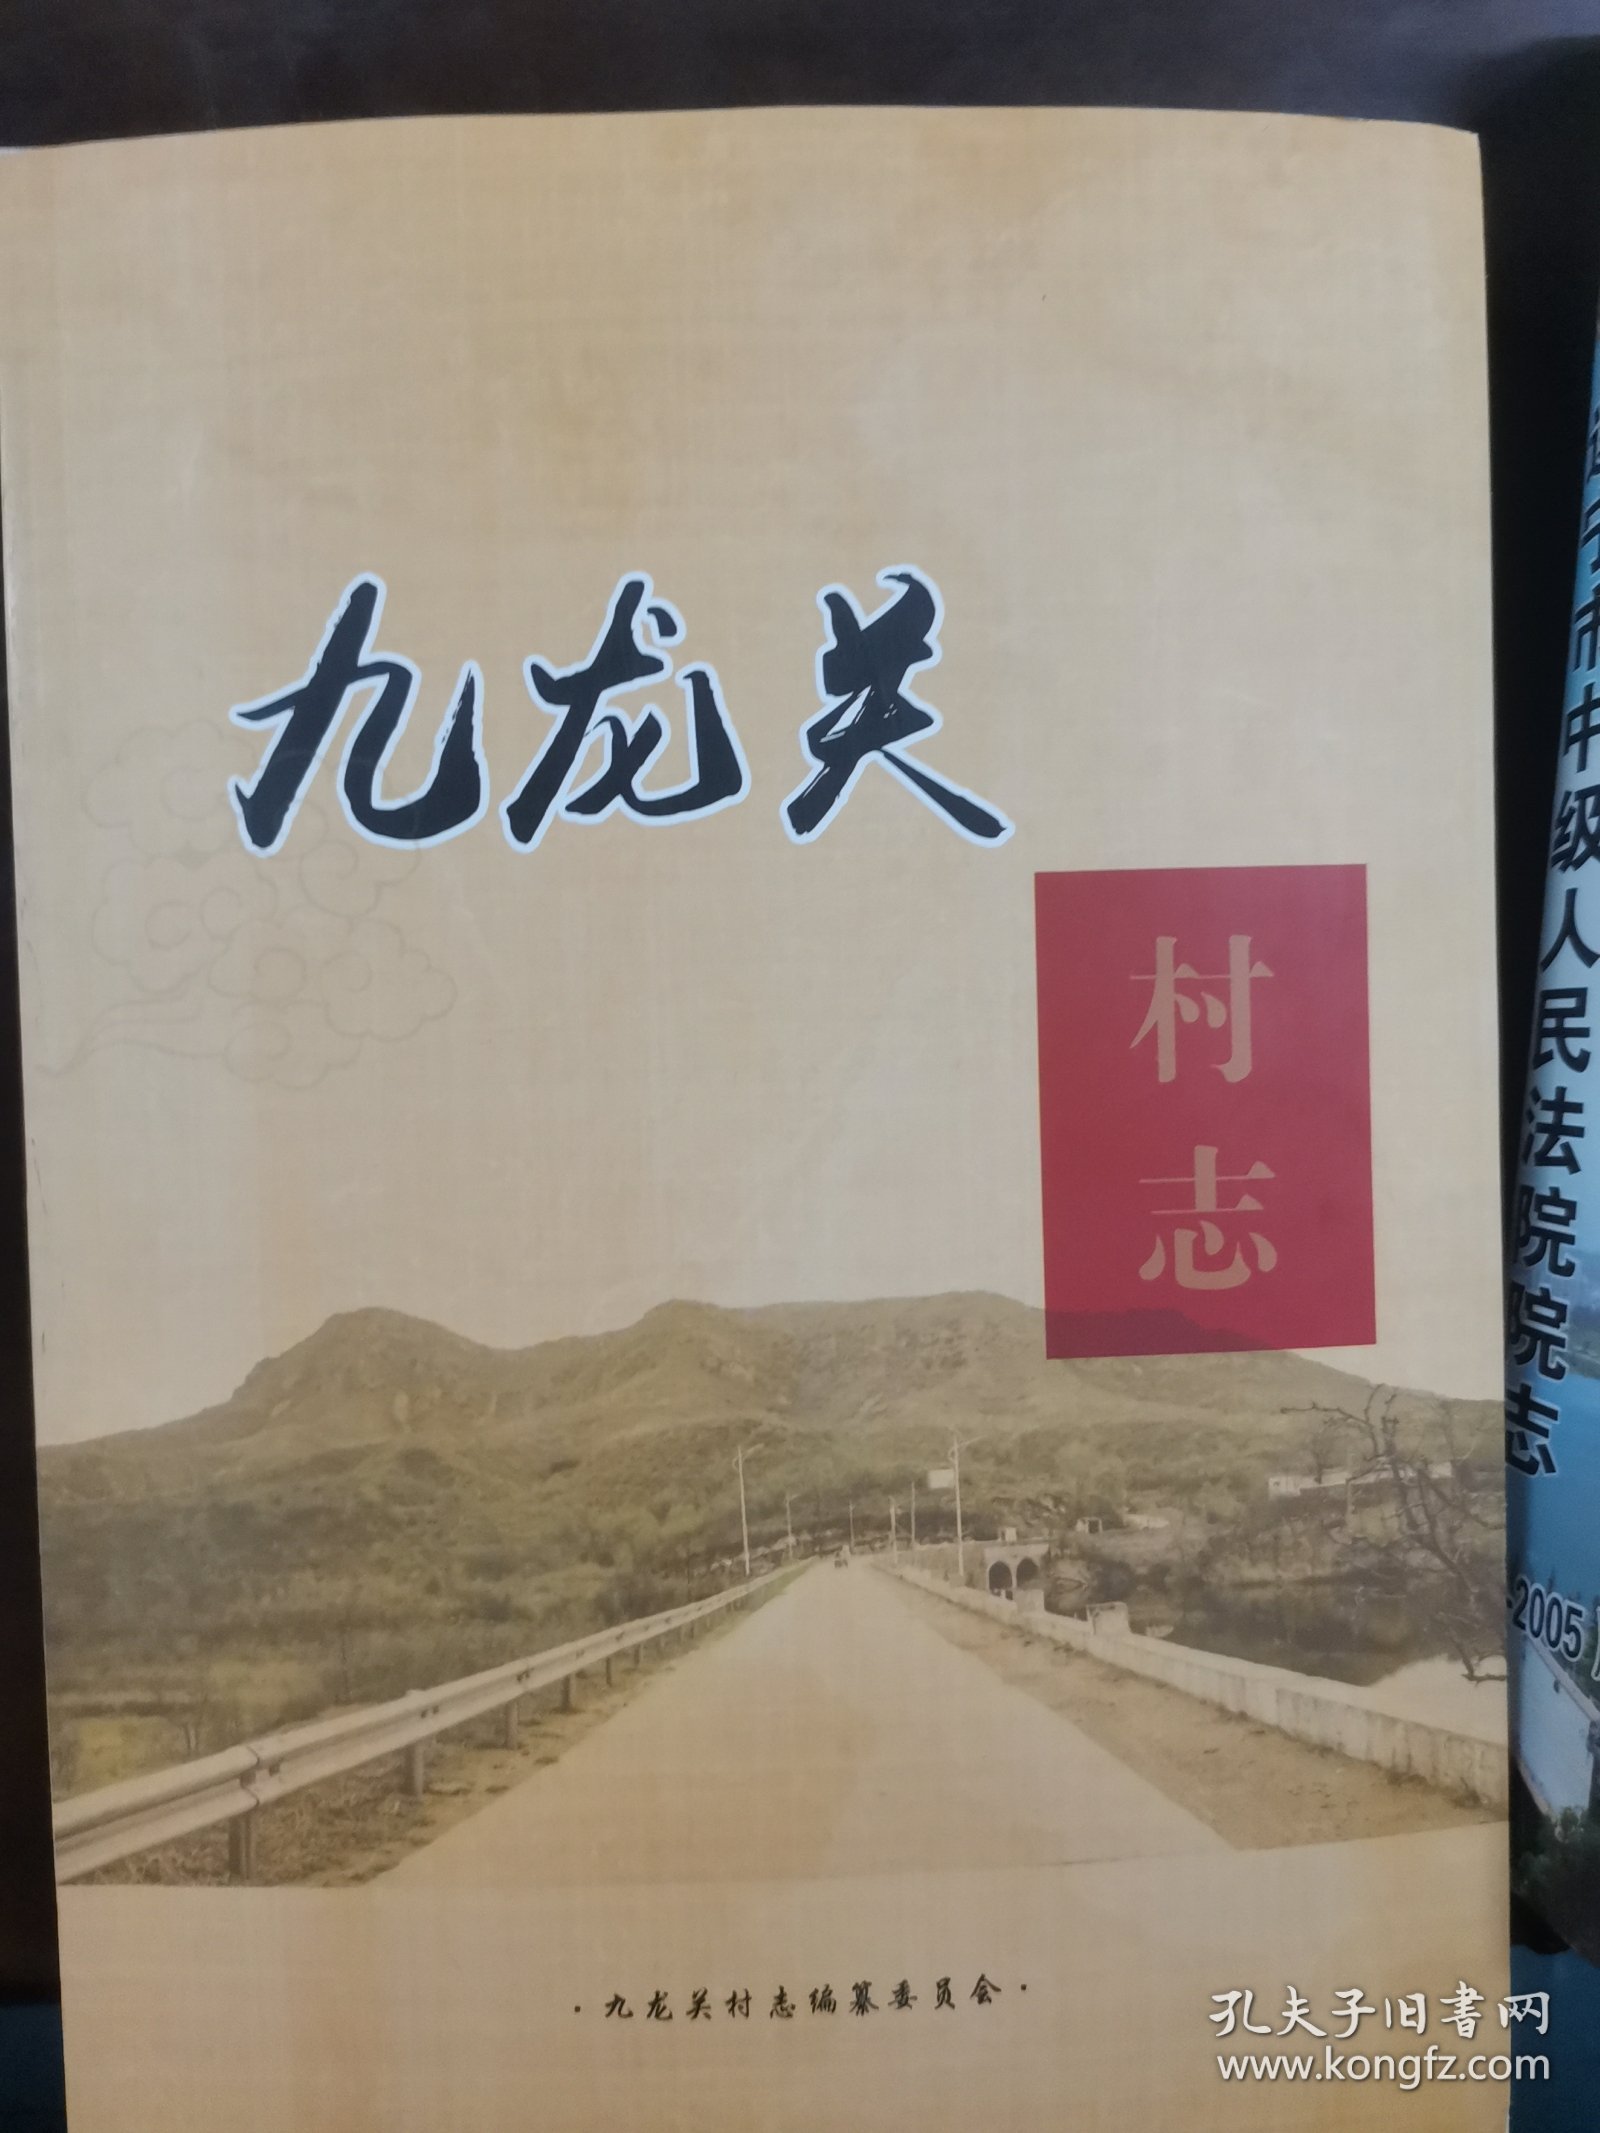 九龙关
村
志
·九龙关村志编纂委员会·
市中级人民法院院志
-2005
孔夫子旧书网
www.kongfz.com